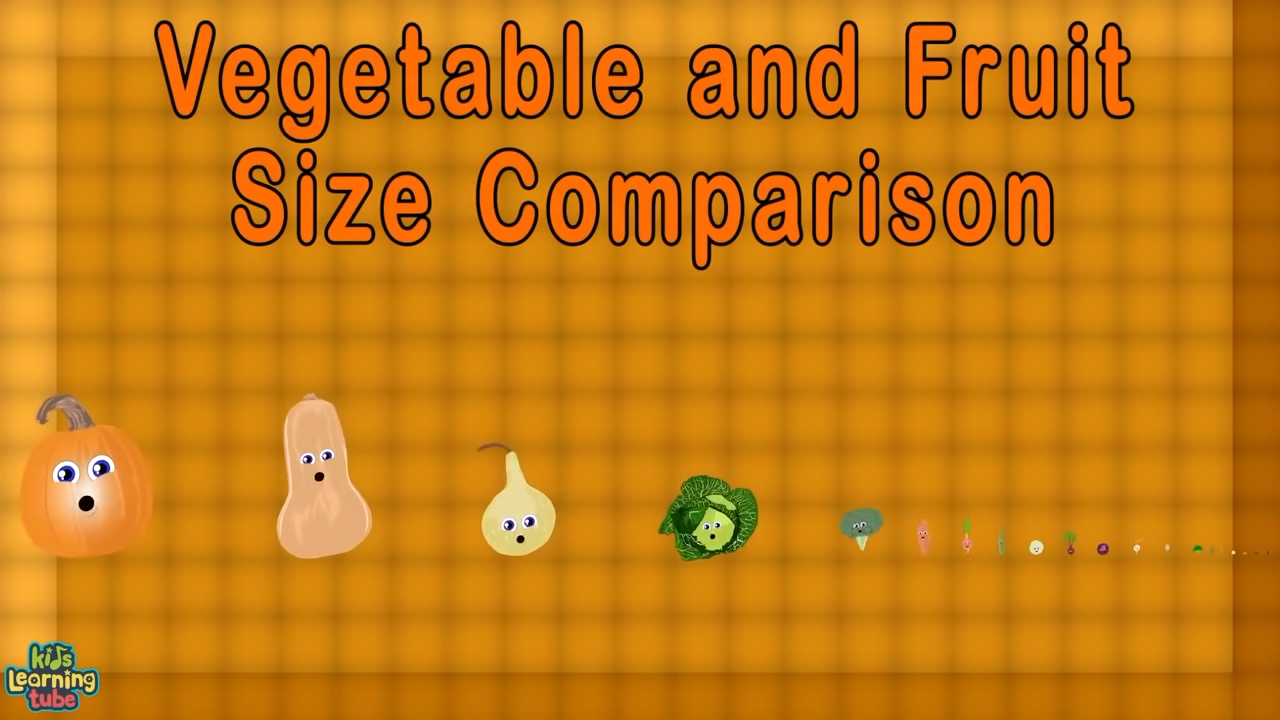 Vegetable and Fruit
Size Comparison
kids
Learning
tube